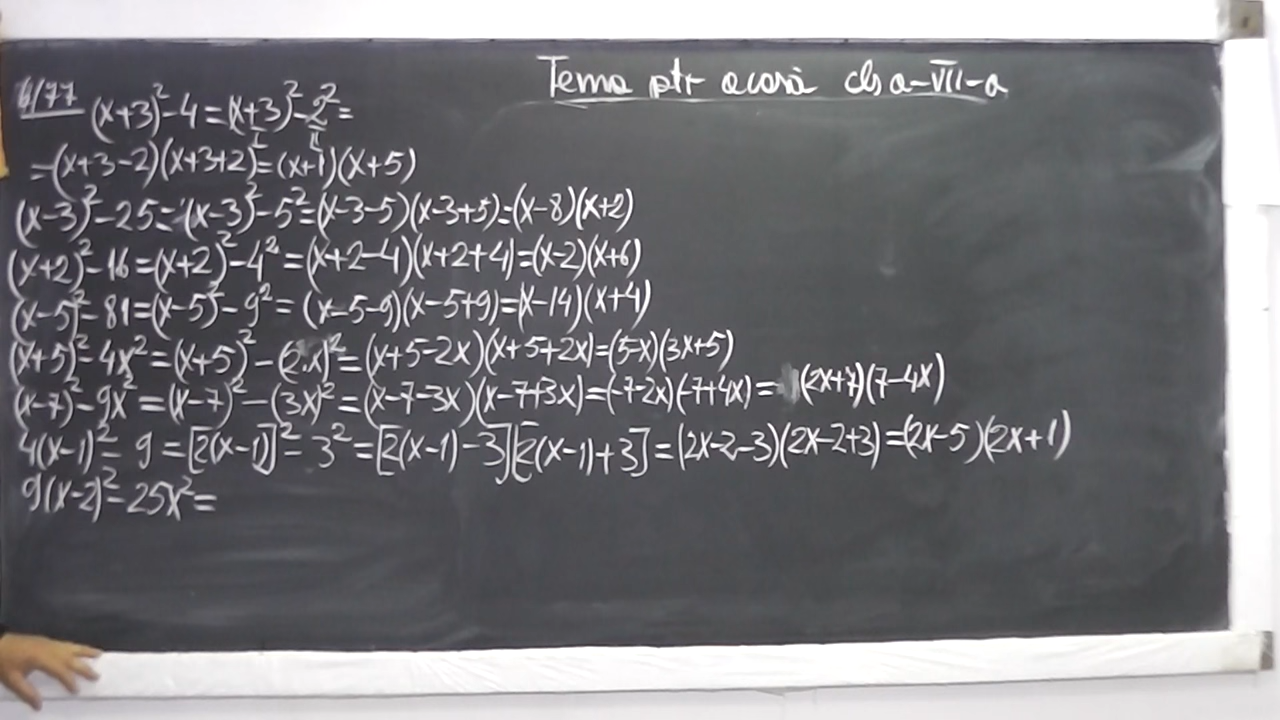 Tema ptr acasă cls a-VII-a
6/77 (x+3)²-4=(x+3)²-2²=
=(x+3-2)(x+3+2)=(x+1)(x+5)
(x-3)²-25=(x-3)²-5²=(x-3-5)(x-3+5)=(x-8)(x+2)
(x+2)²-16=(x+2)²-4²=(x+2-4)(x+2+4)=(x-2)(x+6)
(x-5)²-81=(x-5)²-9²=(x-5-9)(x-5+9)=(x-14)(x+4)
(x+5)²-4x²=(x+5)²-(2x)²=(x+5-2x)(x+5+2x)=(5-x)(3x+5)
(x-7)²-9x²=(x-7)²-(3x)²=(x-7-3x)(x-7+3x)=(-7-2x)(-7+4x)=(2x+7)(7-4x)
4(x-1)²-9=[2(x-1)]²-3²=[2(x-1)-3][2(x-1)+3]=(2x-2-3)(2x-2+3)=(2x-5)(2x+1)
9(x-2)²-25x²=